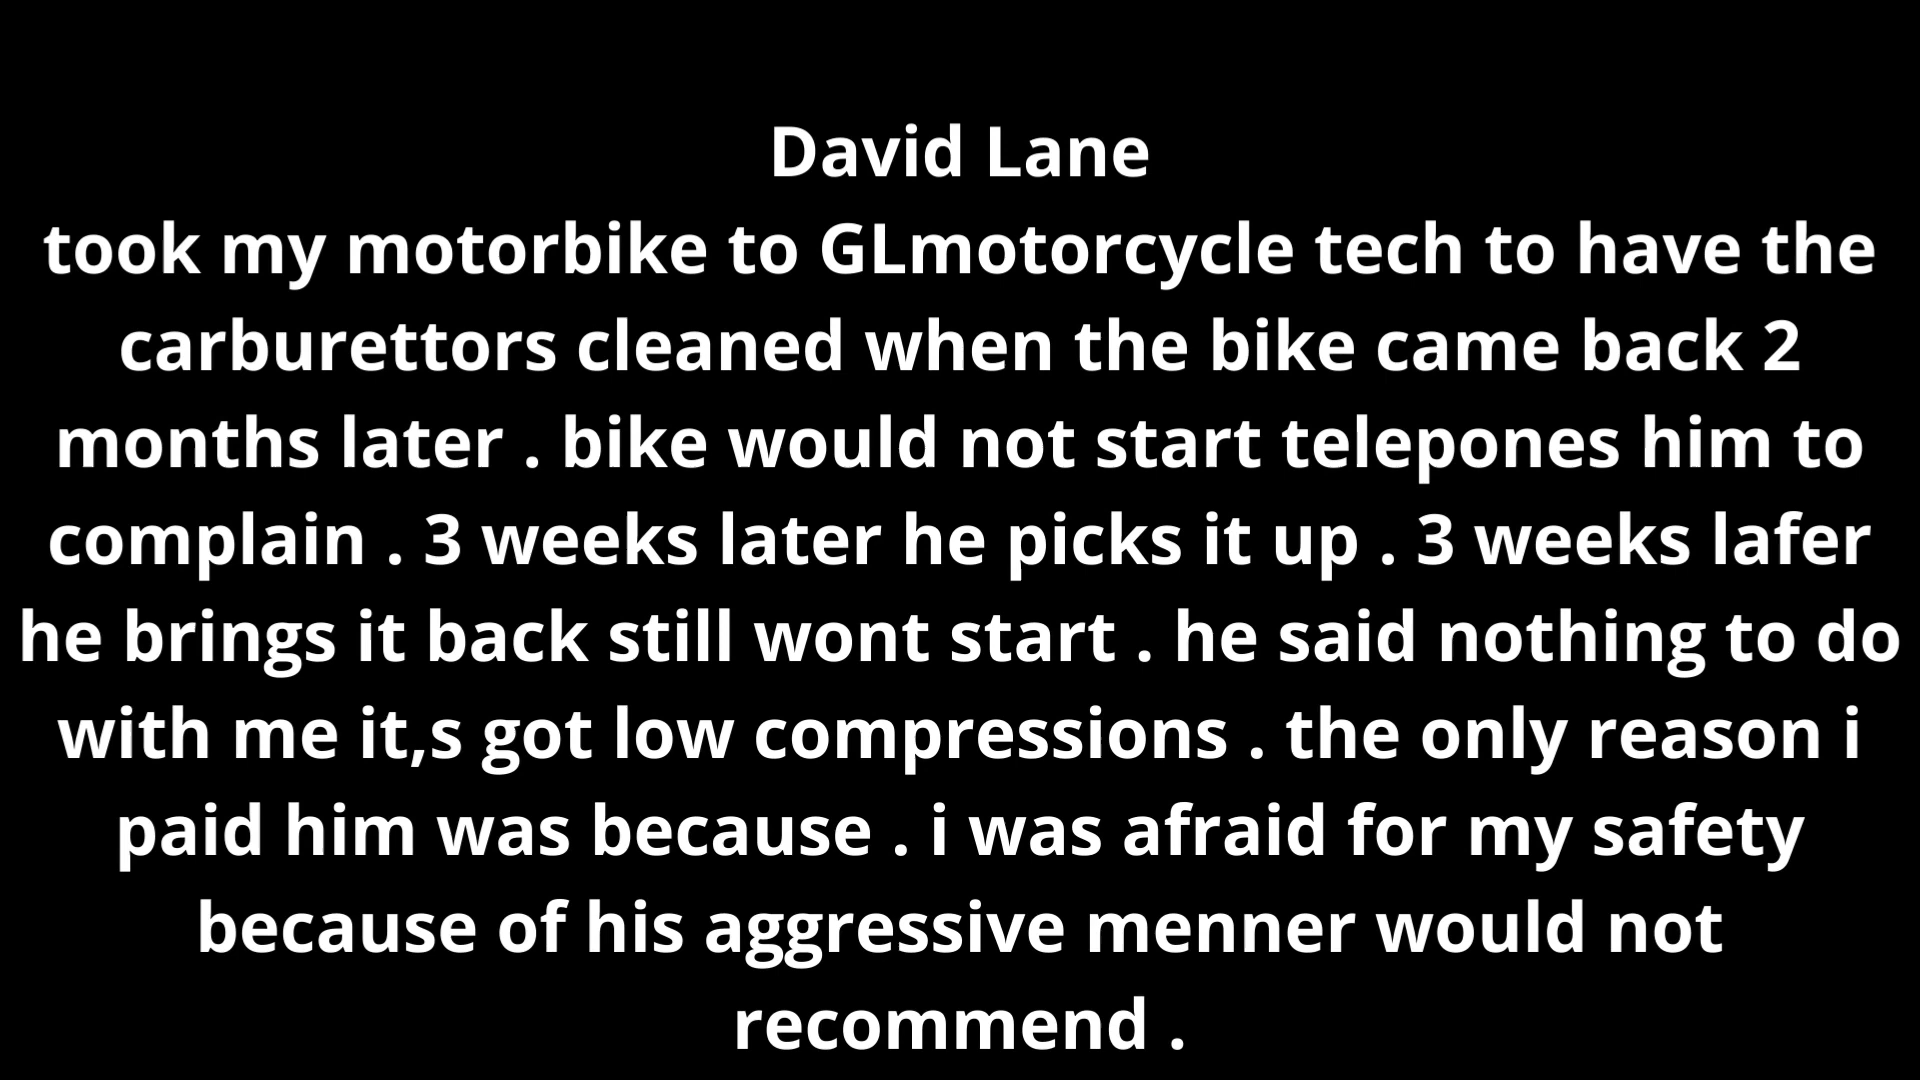 David Lane
took my motorbike to GLmotorcycle tech to have the
carburettors cleaned when the bike came back 2
months later . bike would not start telepones him to
complain . 3 weeks later he picks it up . 3 weeks lafer
he brings it back still wont start . he said nothing to do
with me it,s got low compressions . the only reason i
paid him was because . i was afraid for my safety
because of his aggressive menner would not
recommend .